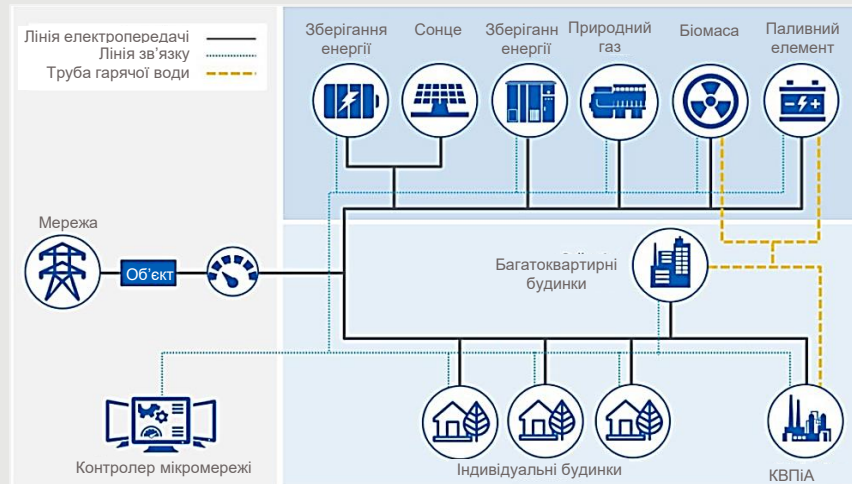 Лінія електропередачі
Лінія зв’язку
Труба гарячої води
Зберігання
енергії
Сонце
Зберіганн
енергії
Природний
газ
Біомаса
Паливний
елемент
Мережа
Об’єкт
Багатоквартирні
будинки
Контролер мікромережі
Індивідуальні будинки
КВПіА